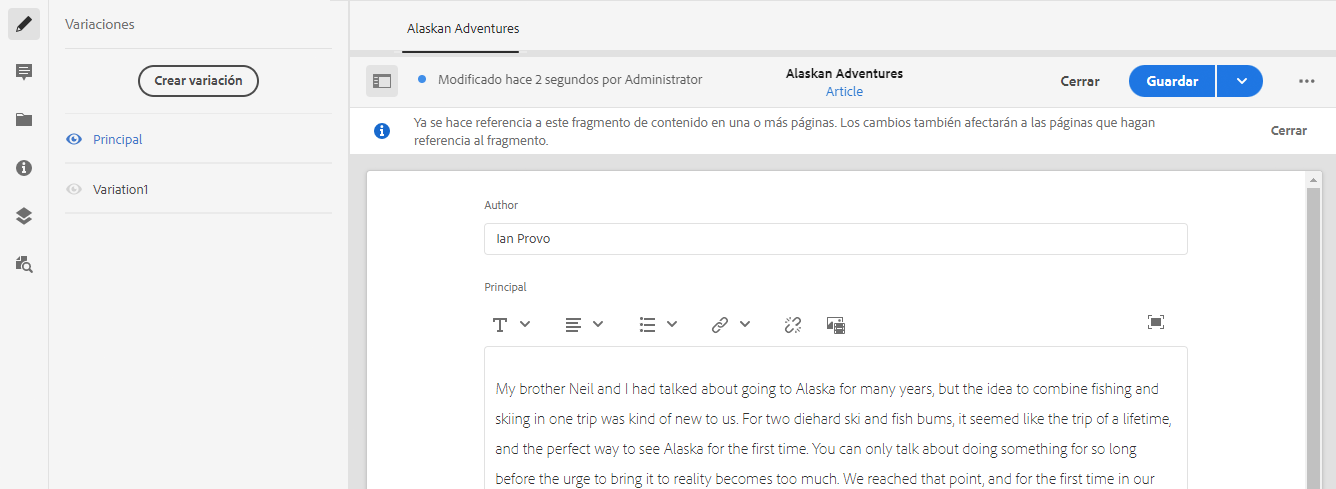 Variaciones
Crear variación
Principal
Variation1
Alaskan Adventures
Modificado hace 2 segundos por Administrator
Alaskan Adventures
Article
Cerrar
Guardar
Ya se hace referencia a este fragmento de contenido en una o más páginas. Los cambios también afectarán a las páginas que hagan
referencia al fragmento.
Cerrar
Author
Ian Provo
Principal
My brother Neil and I had talked about going to Alaska for many years, but the idea to combine fishing and
skiing in one trip was kind of new to us. For two diehard ski and fish bums, it seemed like the trip of a lifetime,
and the perfect way to see Alaska for the first time. You can only talk about doing something for so long
before the urge to bring it to reality becomes too much. We reached that point, and for the first time in our